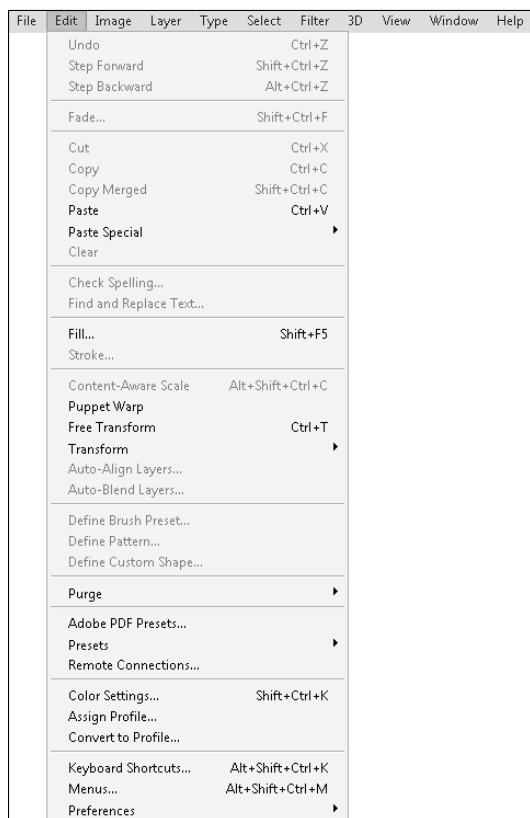 File Edit Image Layer Type Select Filter 3D View Window Help
Undo Ctrl+Z
Step Forward Shift+Ctrl+Z
Step Backward Alt+Ctrl+Z
Fade... Shift+Ctrl+F
Cut Ctrl+X
Copy Ctrl+C
Copy Merged Shift+Ctrl+C
Paste Ctrl+V
Paste Special
Clear
Check Spelling...
Find and Replace Text...
Fill... Shift+F5
Stroke...
Content-Aware Scale Alt+Shift+Ctrl+C
Puppet Warp
Free Transform Ctrl+T
Transform
Auto-Align Layers...
Auto-Blend Layers...
Define Brush Preset...
Define Pattern...
Define Custom Shape...
Purge
Adobe PDF Presets...
Presets
Remote Connections...
Color Settings... Shift+Ctrl+K
Assign Profile...
Convert to Profile...
Keyboard Shortcuts... Alt+Shift+Ctrl+K
Menus... Alt+Shift+Ctrl+M
Preferences